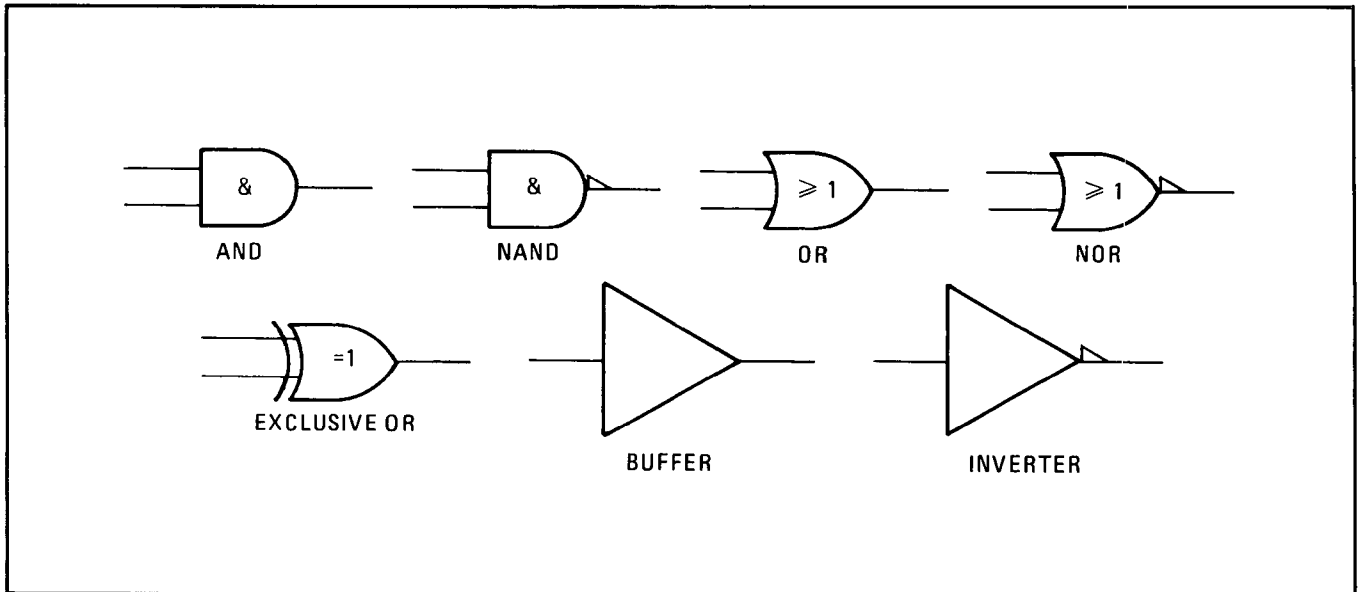 & & ⩾ 1 ⩾ 1
AND NAND OR NOR
=1
EXCLUSIVE OR
BUFFER INVERTER